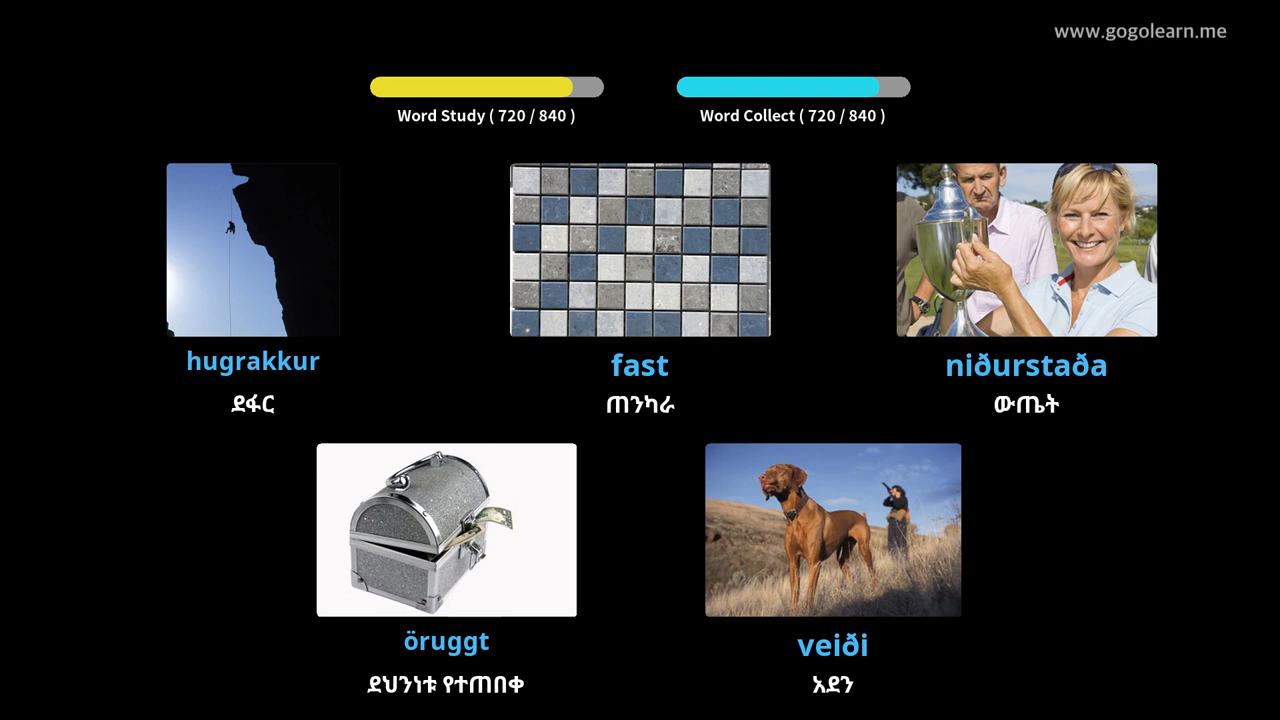 www.gogolearn.me
Word Study ( 720 / 840 )
Word Collect ( 720 / 840 )
hugrakkur
ደፋር
fast
ጠንካራ
niðurstaða
ውጤት
öruggt
ደህንነቱ የተጠበቀ
veiði
አደን